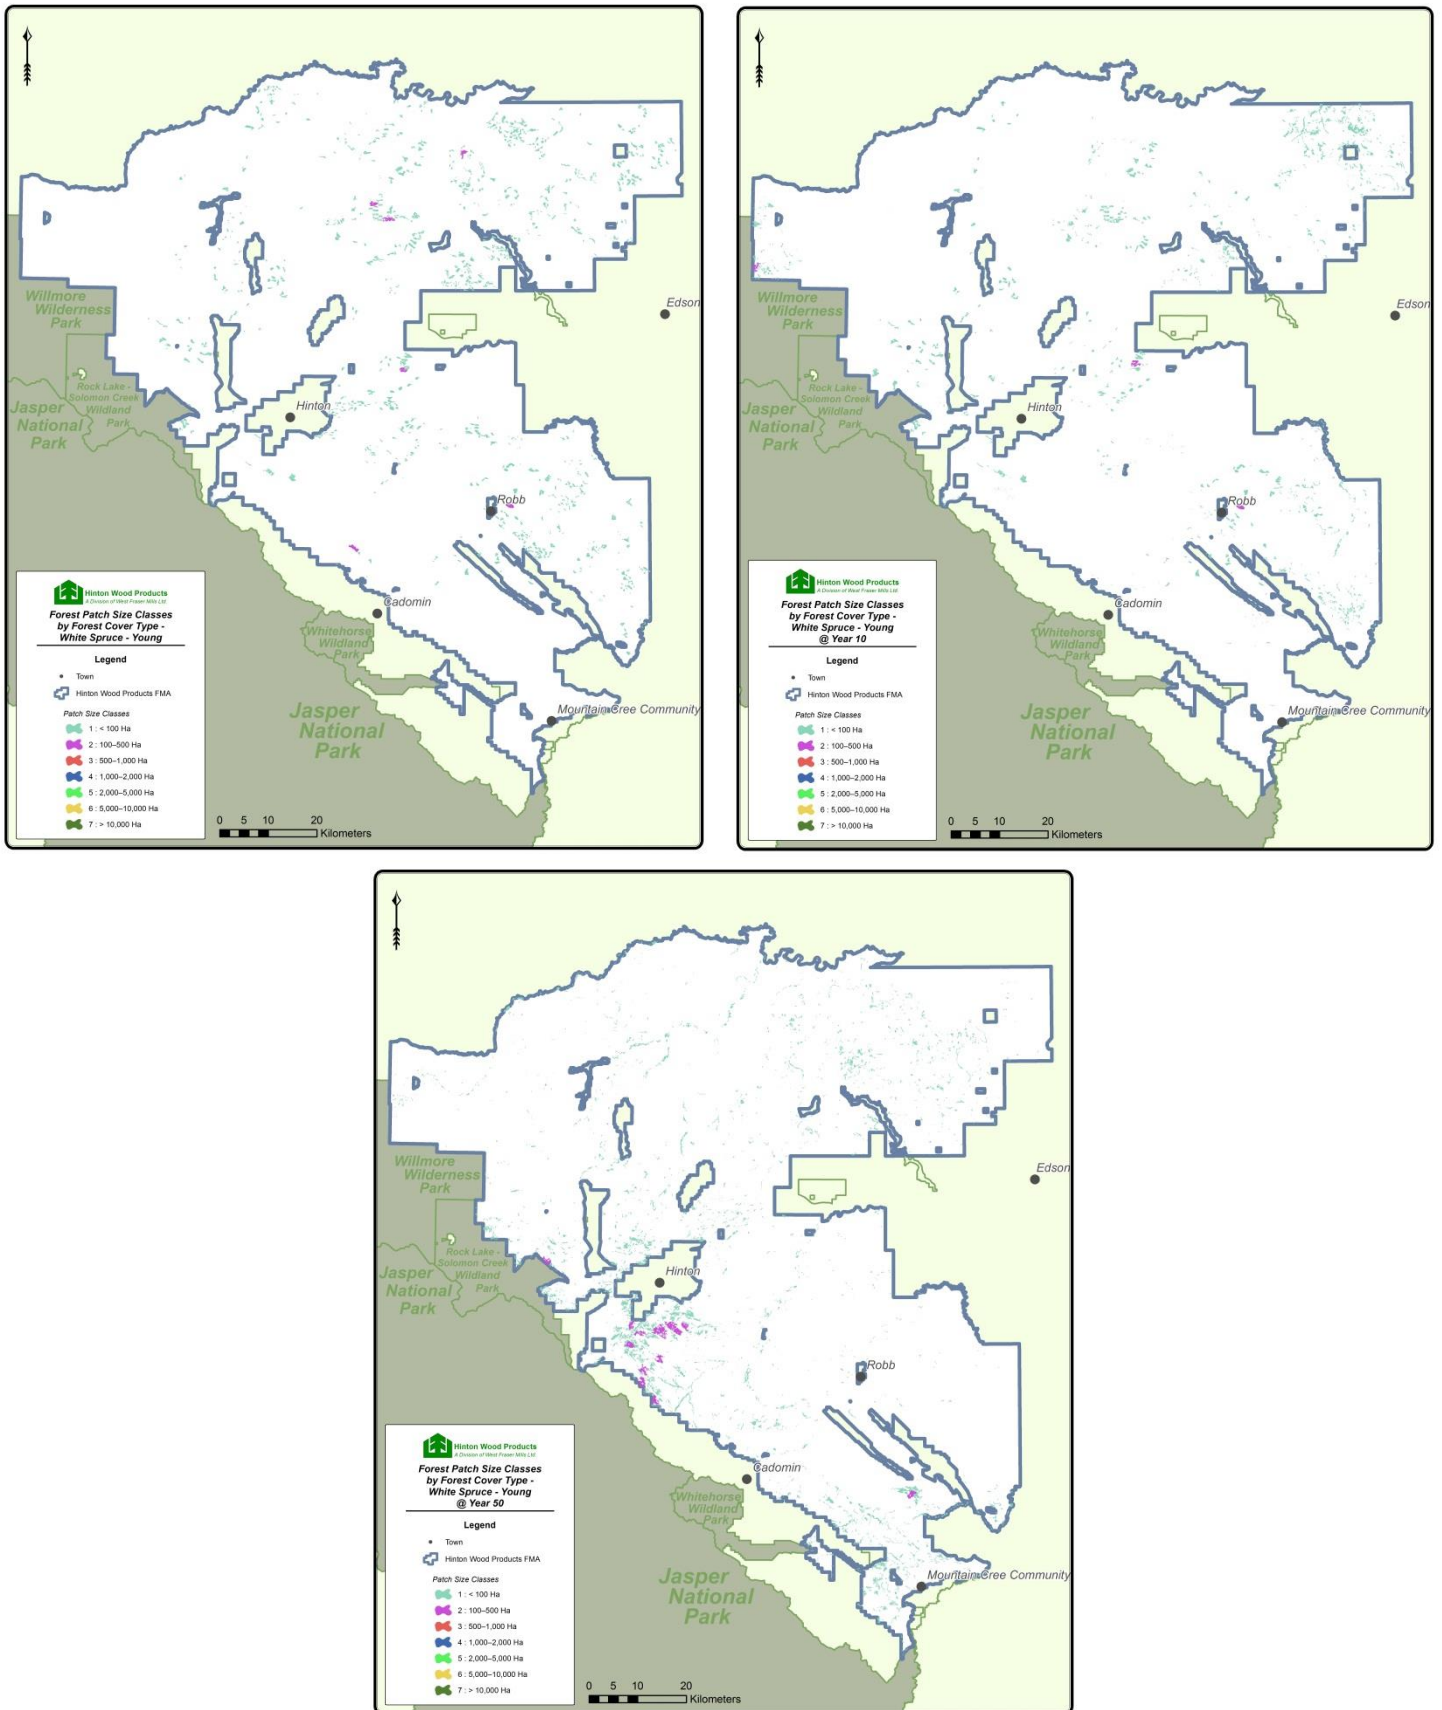 Edson
Willmore
Wilderness
Park
Rock Lake -
Solomon Creek
Wildland
Park
Jasper
National
Park
Hinton
Robb
Cadomin
Whitehorse
Wildland
Park
Mountain Cree Community
Jasper
National
Park
Hinton Wood Products
A Division of West Fraser Mills Ltd.
Forest Patch Size Classes
by Forest Cover Type -
White Spruce - Young
Legend
Town
Hinton Wood Products FMA
Patch Size Classes
1 : < 100 Ha
2 : 100–500 Ha
3 : 500–1,000 Ha
4 : 1,000–2,000 Ha
5 : 2,000–5,000 Ha
6 : 5,000–10,000 Ha
7 : > 10,000 Ha
0 5 10 20
Kilometers
Edson
Willmore
Wilderness
Park
Rock Lake -
Solomon Creek
Wildland
Park
Jasper
National
Park
Hinton
Robb
Cadomin
Whitehorse
Wildland
Park
Mountain Cree Community
Jasper
National
Park
Hinton Wood Products
A Division of West Fraser Mills Ltd.
Forest Patch Size Classes
by Forest Cover Type -
White Spruce - Young
@ Year 10
Legend
Town
Hinton Wood Products FMA
Patch Size Classes
1 : < 100 Ha
2 : 100–500 Ha
3 : 500–1,000 Ha
4 : 1,000–2,000 Ha
5 : 2,000–5,000 Ha
6 : 5,000–10,000 Ha
7 : > 10,000 Ha
0 5 10 20
Kilometers
Edson
Willmore
Wilderness
Park
Rock Lake -
Solomon Creek
Wildland
Park
Jasper
National
Park
Hinton
Robb
Cadomin
Whitehorse
Wildland
Park
Mountain Cree Community
Jasper
National
Park
Hinton Wood Products
A Division of West Fraser Mills Ltd.
Forest Patch Size Classes
by Forest Cover Type -
White Spruce - Young
@ Year 50
Legend
Town
Hinton Wood Products FMA
Patch Size Classes
1 : < 100 Ha
2 : 100–500 Ha
3 : 500–1,000 Ha
4 : 1,000–2,000 Ha
5 : 2,000–5,000 Ha
6 : 5,000–10,000 Ha
7 : > 10,000 Ha
0 5 10 20
Kilometers